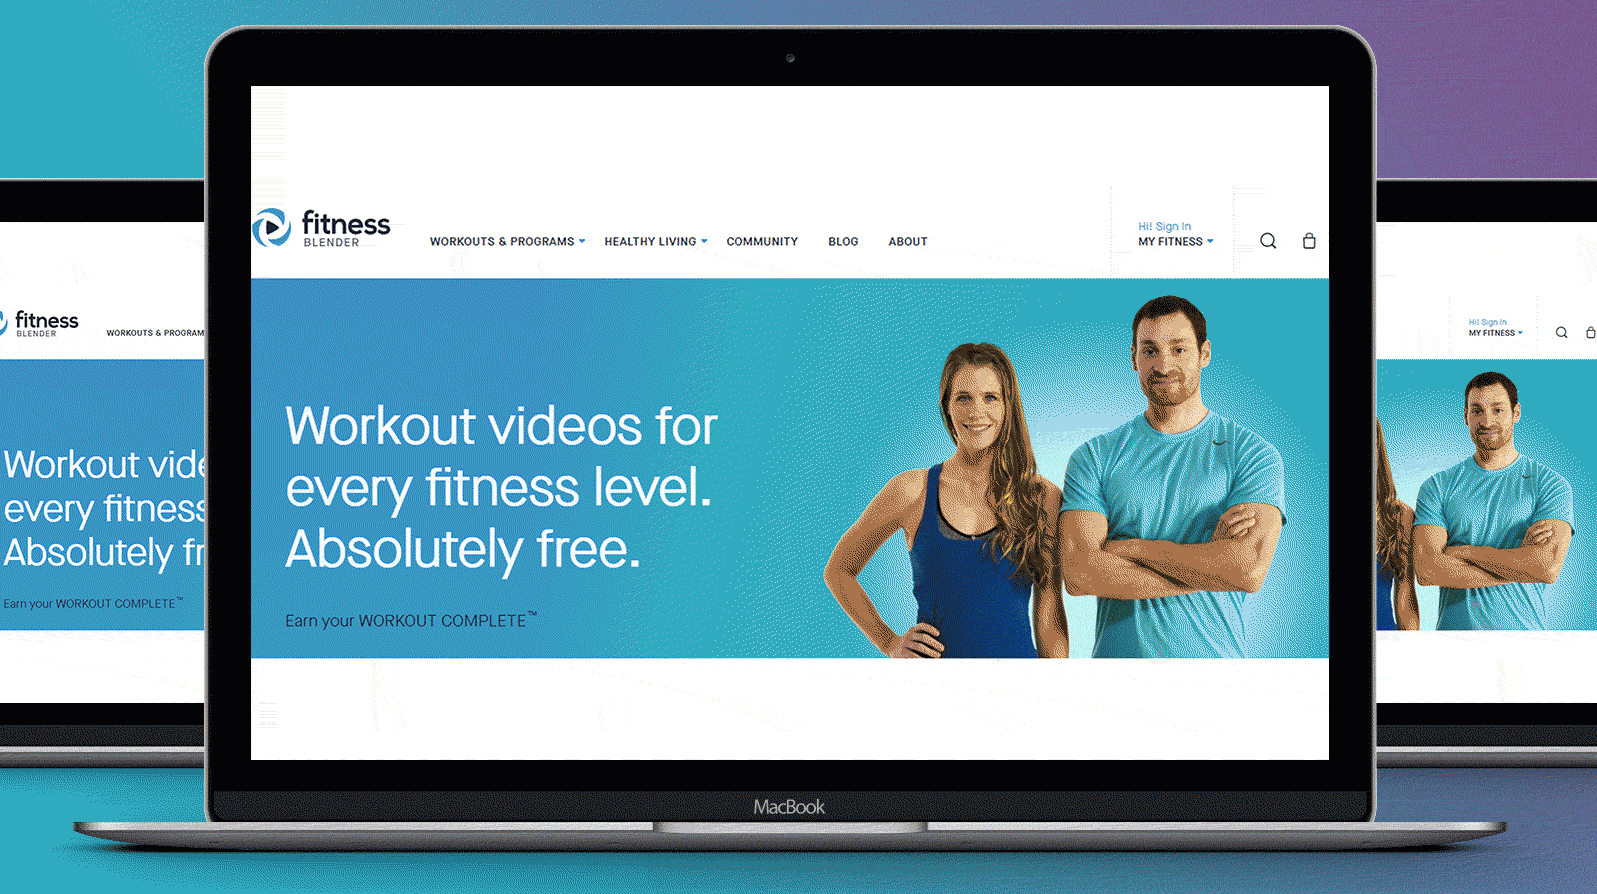 fitness
BLENDER
WORKOUTS & PROGRAMS
HEALTHY LIVING
COMMUNITY
BLOG
ABOUT
Hi! Sign In
MY FITNESS
Workout videos for
every fitness level.
Absolutely free.
Earn your WORKOUT COMPLETE™
MacBook
fitness
BLENDER
WORKOUTS & PROGRAM
Workout vide
every fitness
Absolutely fr
Earn your WORKOUT COMPLETE™
Hi! Sign In
MY FITNESS